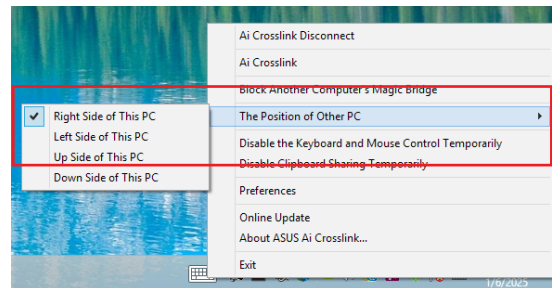 Ai Crosslink Disconnect
Ai Crosslink
Block Another Computer's Magic Bridge
The Position of Other PC
Right Side of This PC
Left Side of This PC
Up Side of This PC
Down Side of This PC
Disable the Keyboard and Mouse Control Temporarily
Disable Clipboard Sharing Temporarily
Preferences
Online Update
About ASUS Ai Crosslink...
Exit
1/6/2025